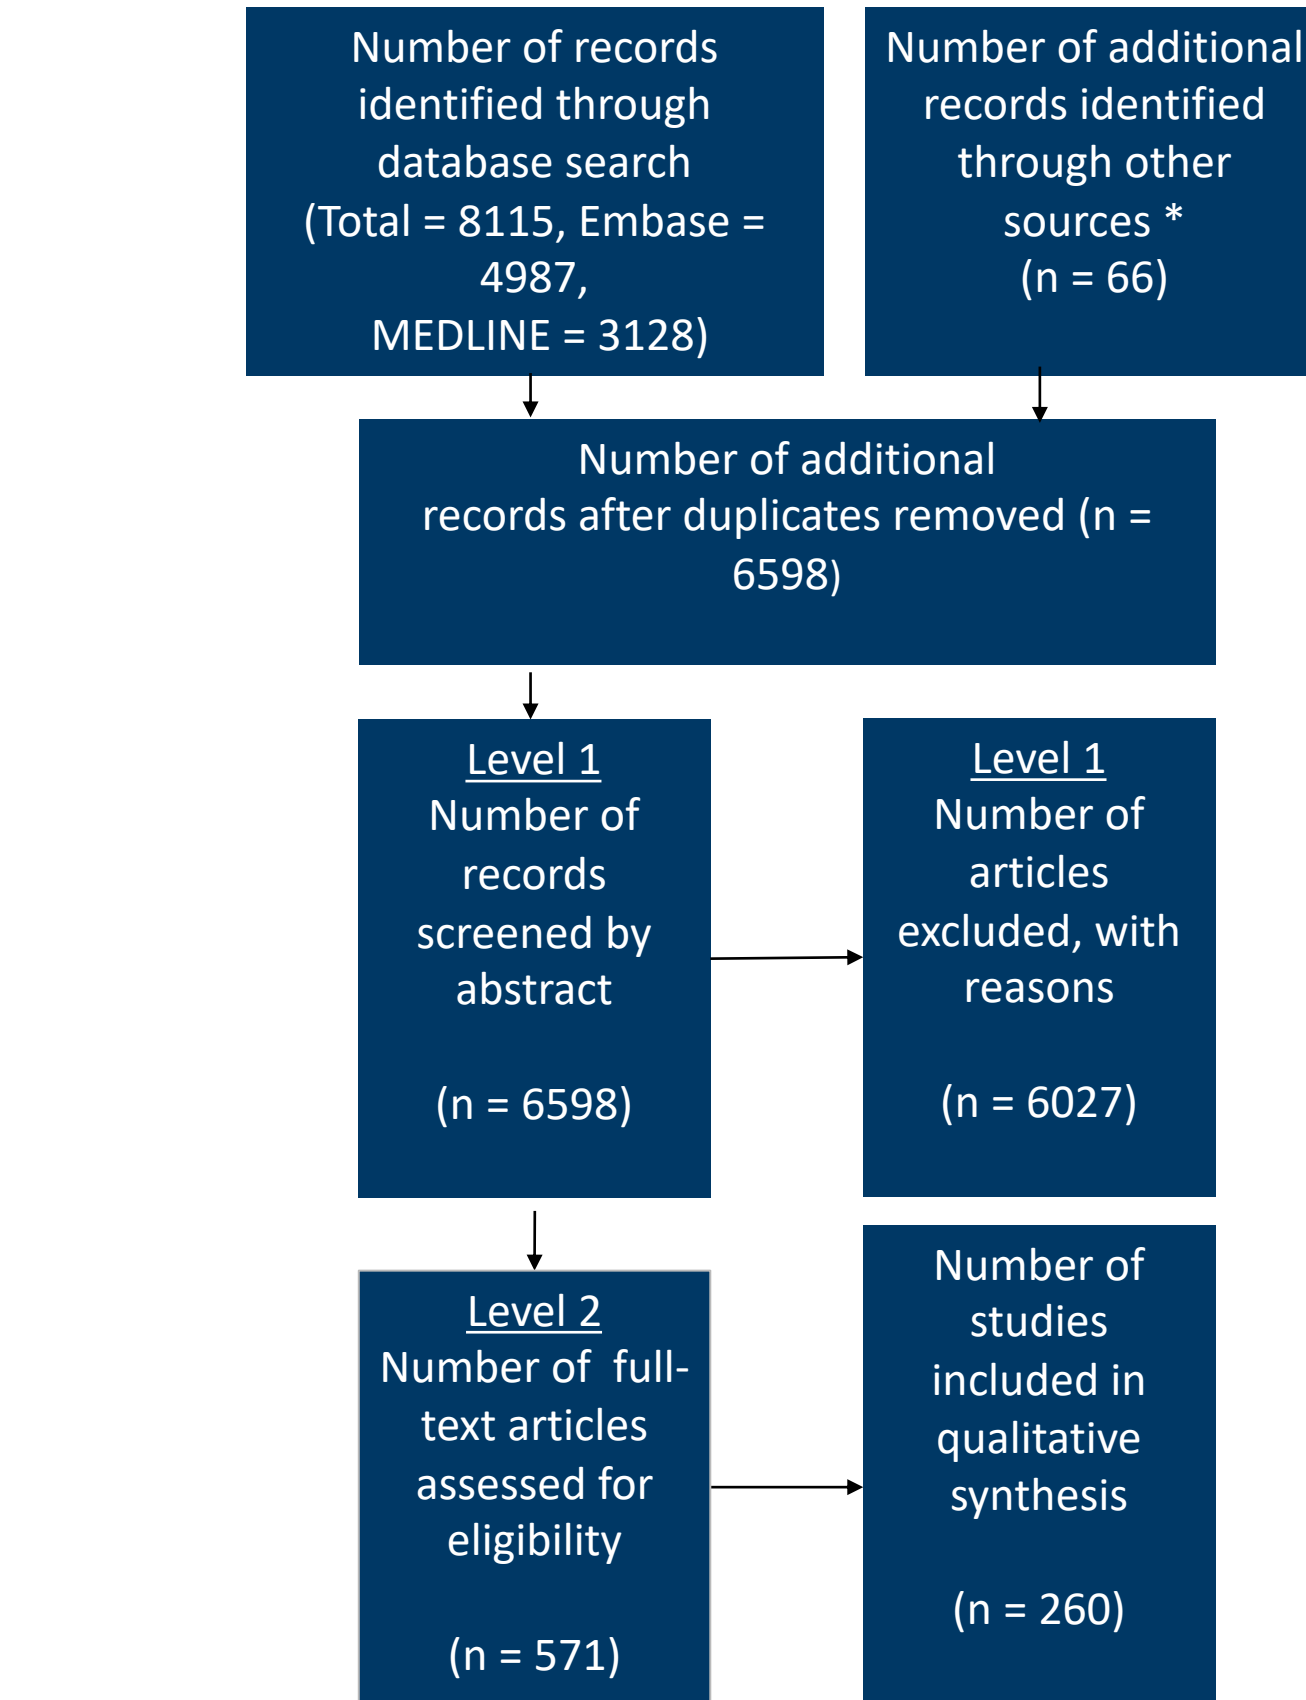 Number of records
identified through
database search
(Total = 8115, Embase =
4987,
MEDLINE = 3128)
Number of additional
records identified
through other
sources *
(n = 66)
Number of additional
records after duplicates removed (n =
6598)
Level 1
Number of
records
screened by
abstract
(n = 6598)
Level 1
Number of
articles
excluded, with
reasons
(n = 6027)
Level 2
Number of full-
text articles
assessed for
eligibility
(n = 571)
Number of
studies
included in
qualitative
synthesis
(n = 260)